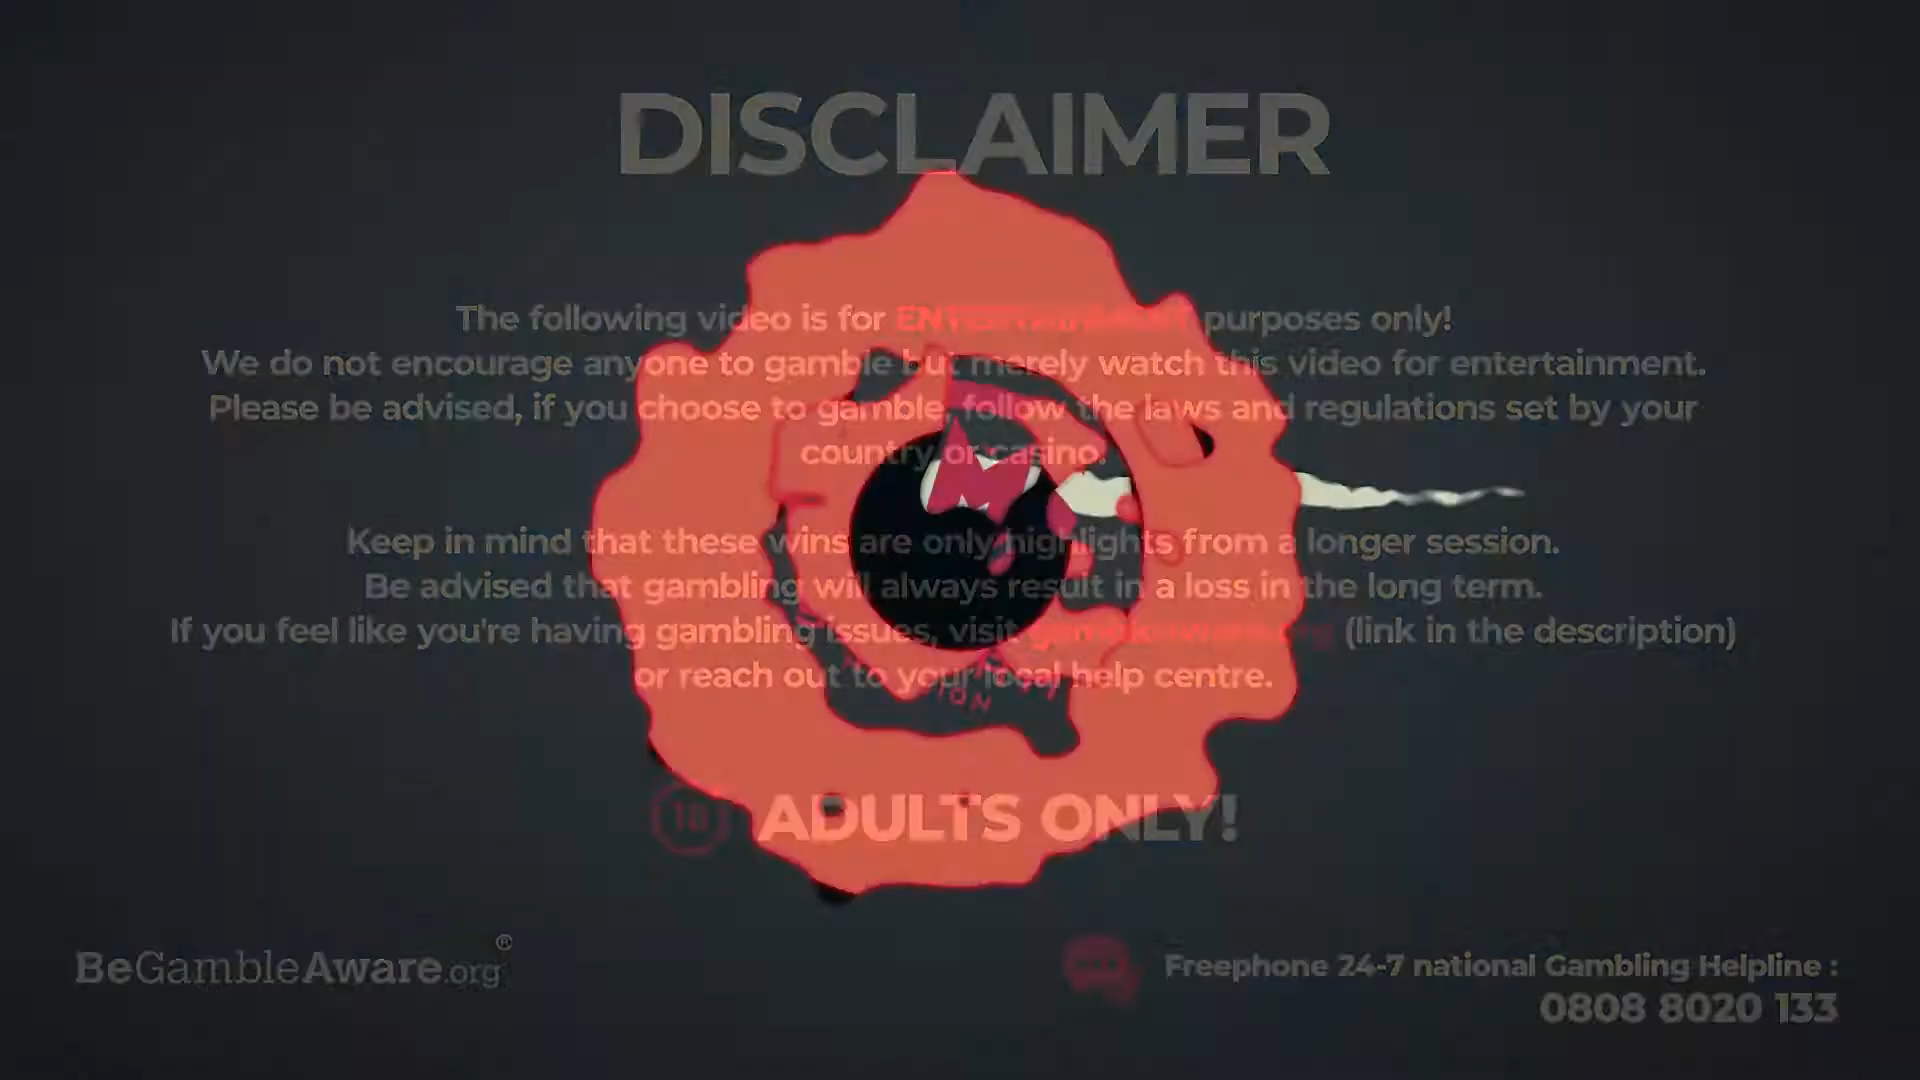 DISCLAIMER
The following video is for ENTERTAINMENT purposes only!
We do not encourage anyone to gamble but merely watch this video for entertainment.
Please be advised, if you choose to gamble, follow the laws and regulations set by your
country or casino.
Keep in mind that these wins are only highlights from a longer session.
Be advised that gambling will always result in a loss in the long term.
If you feel like you're having gambling issues, visit (link in the description)
or reach out to your local help centre.
18 ADULTS ONLY!
BeGambleAware.org®
Freephone 24-7 national Gambling Helpline :
0808 8020 133